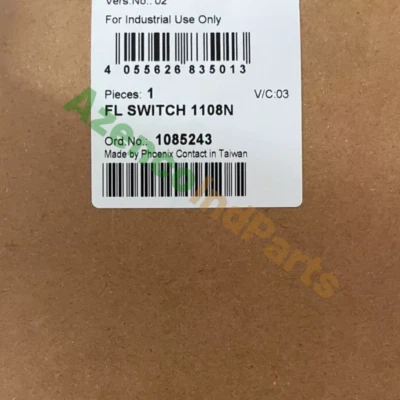 Vers.No.: 02
For Industrial Use Only
4 055626 835013
Pieces: 1 V/C:03
FL SWITCH 1108N
Ord.No.: 1085243
Made by Phoenix Contact in Taiwan
AzencoIndParts